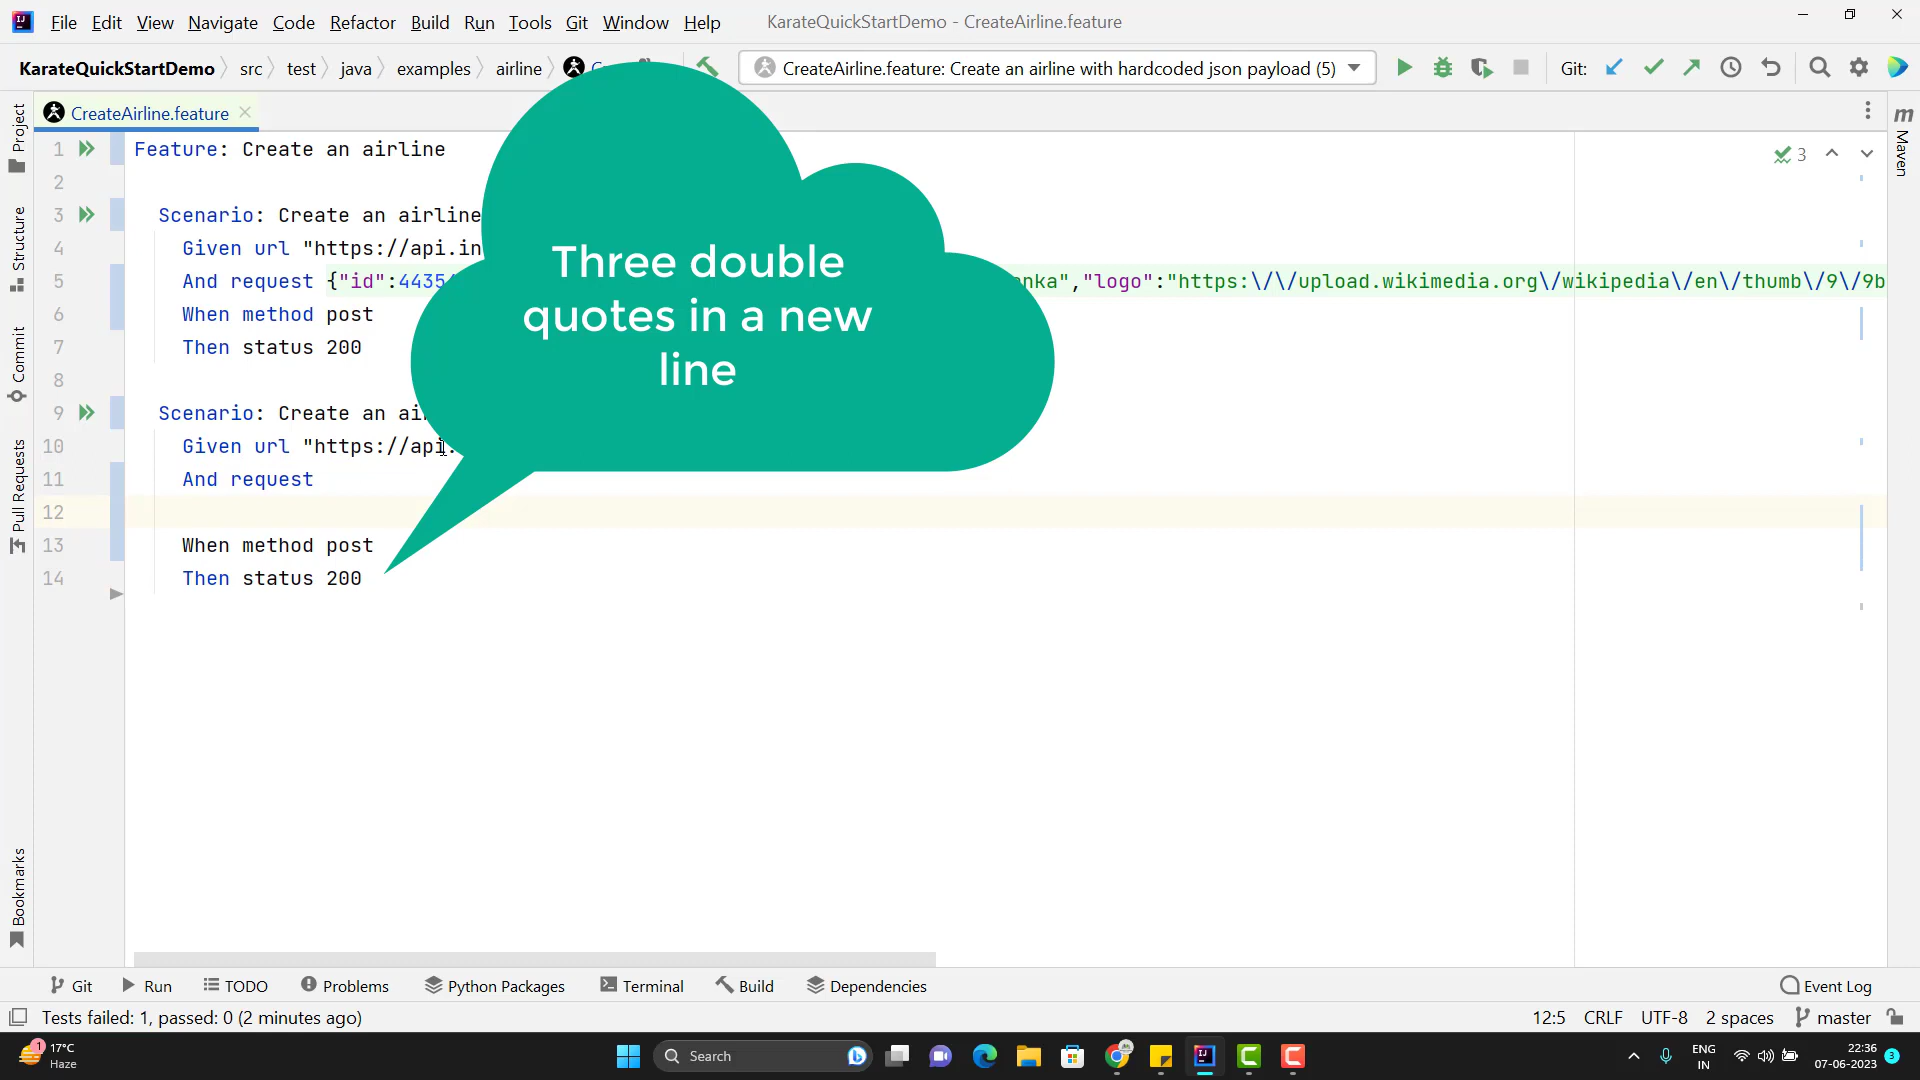 File Edit View Navigate Code Refactor Build Run Tools Git Window Help KarateQuickStartDemo - CreateAirline.feature
KarateQuickStartDemo src test java examples airline CreateAirline.feature: Create an airline with hardcoded json payload (5) Git:
CreateAirline.feature
1 Feature: Create an airline
3
2
3 Scenario: Create an airline
4 Given url "https://api.in
5 And request {"id":4435 nka","logo":"https:\/\/upload.wikimedia.org\/wikipedia\/en\/thumb\/9\/9b
6 When method post
7 Then status 200
8
9 Scenario: Create an ai
10 Given url "https://api.
11 And request
12
13 When method post
14 Then status 200
Three double
quotes in a new
line
Project
Structure
Commit
Pull Requests
Bookmarks
m
Maven
Git Run TODO Problems Python Packages Terminal Build Dependencies Event Log
Tests failed: 1, passed: 0 (2 minutes ago) 12:5 CRLF UTF-8 2 spaces master
1 17°C
Haze
Search
ENG
IN
22:36
07-06-2023
3